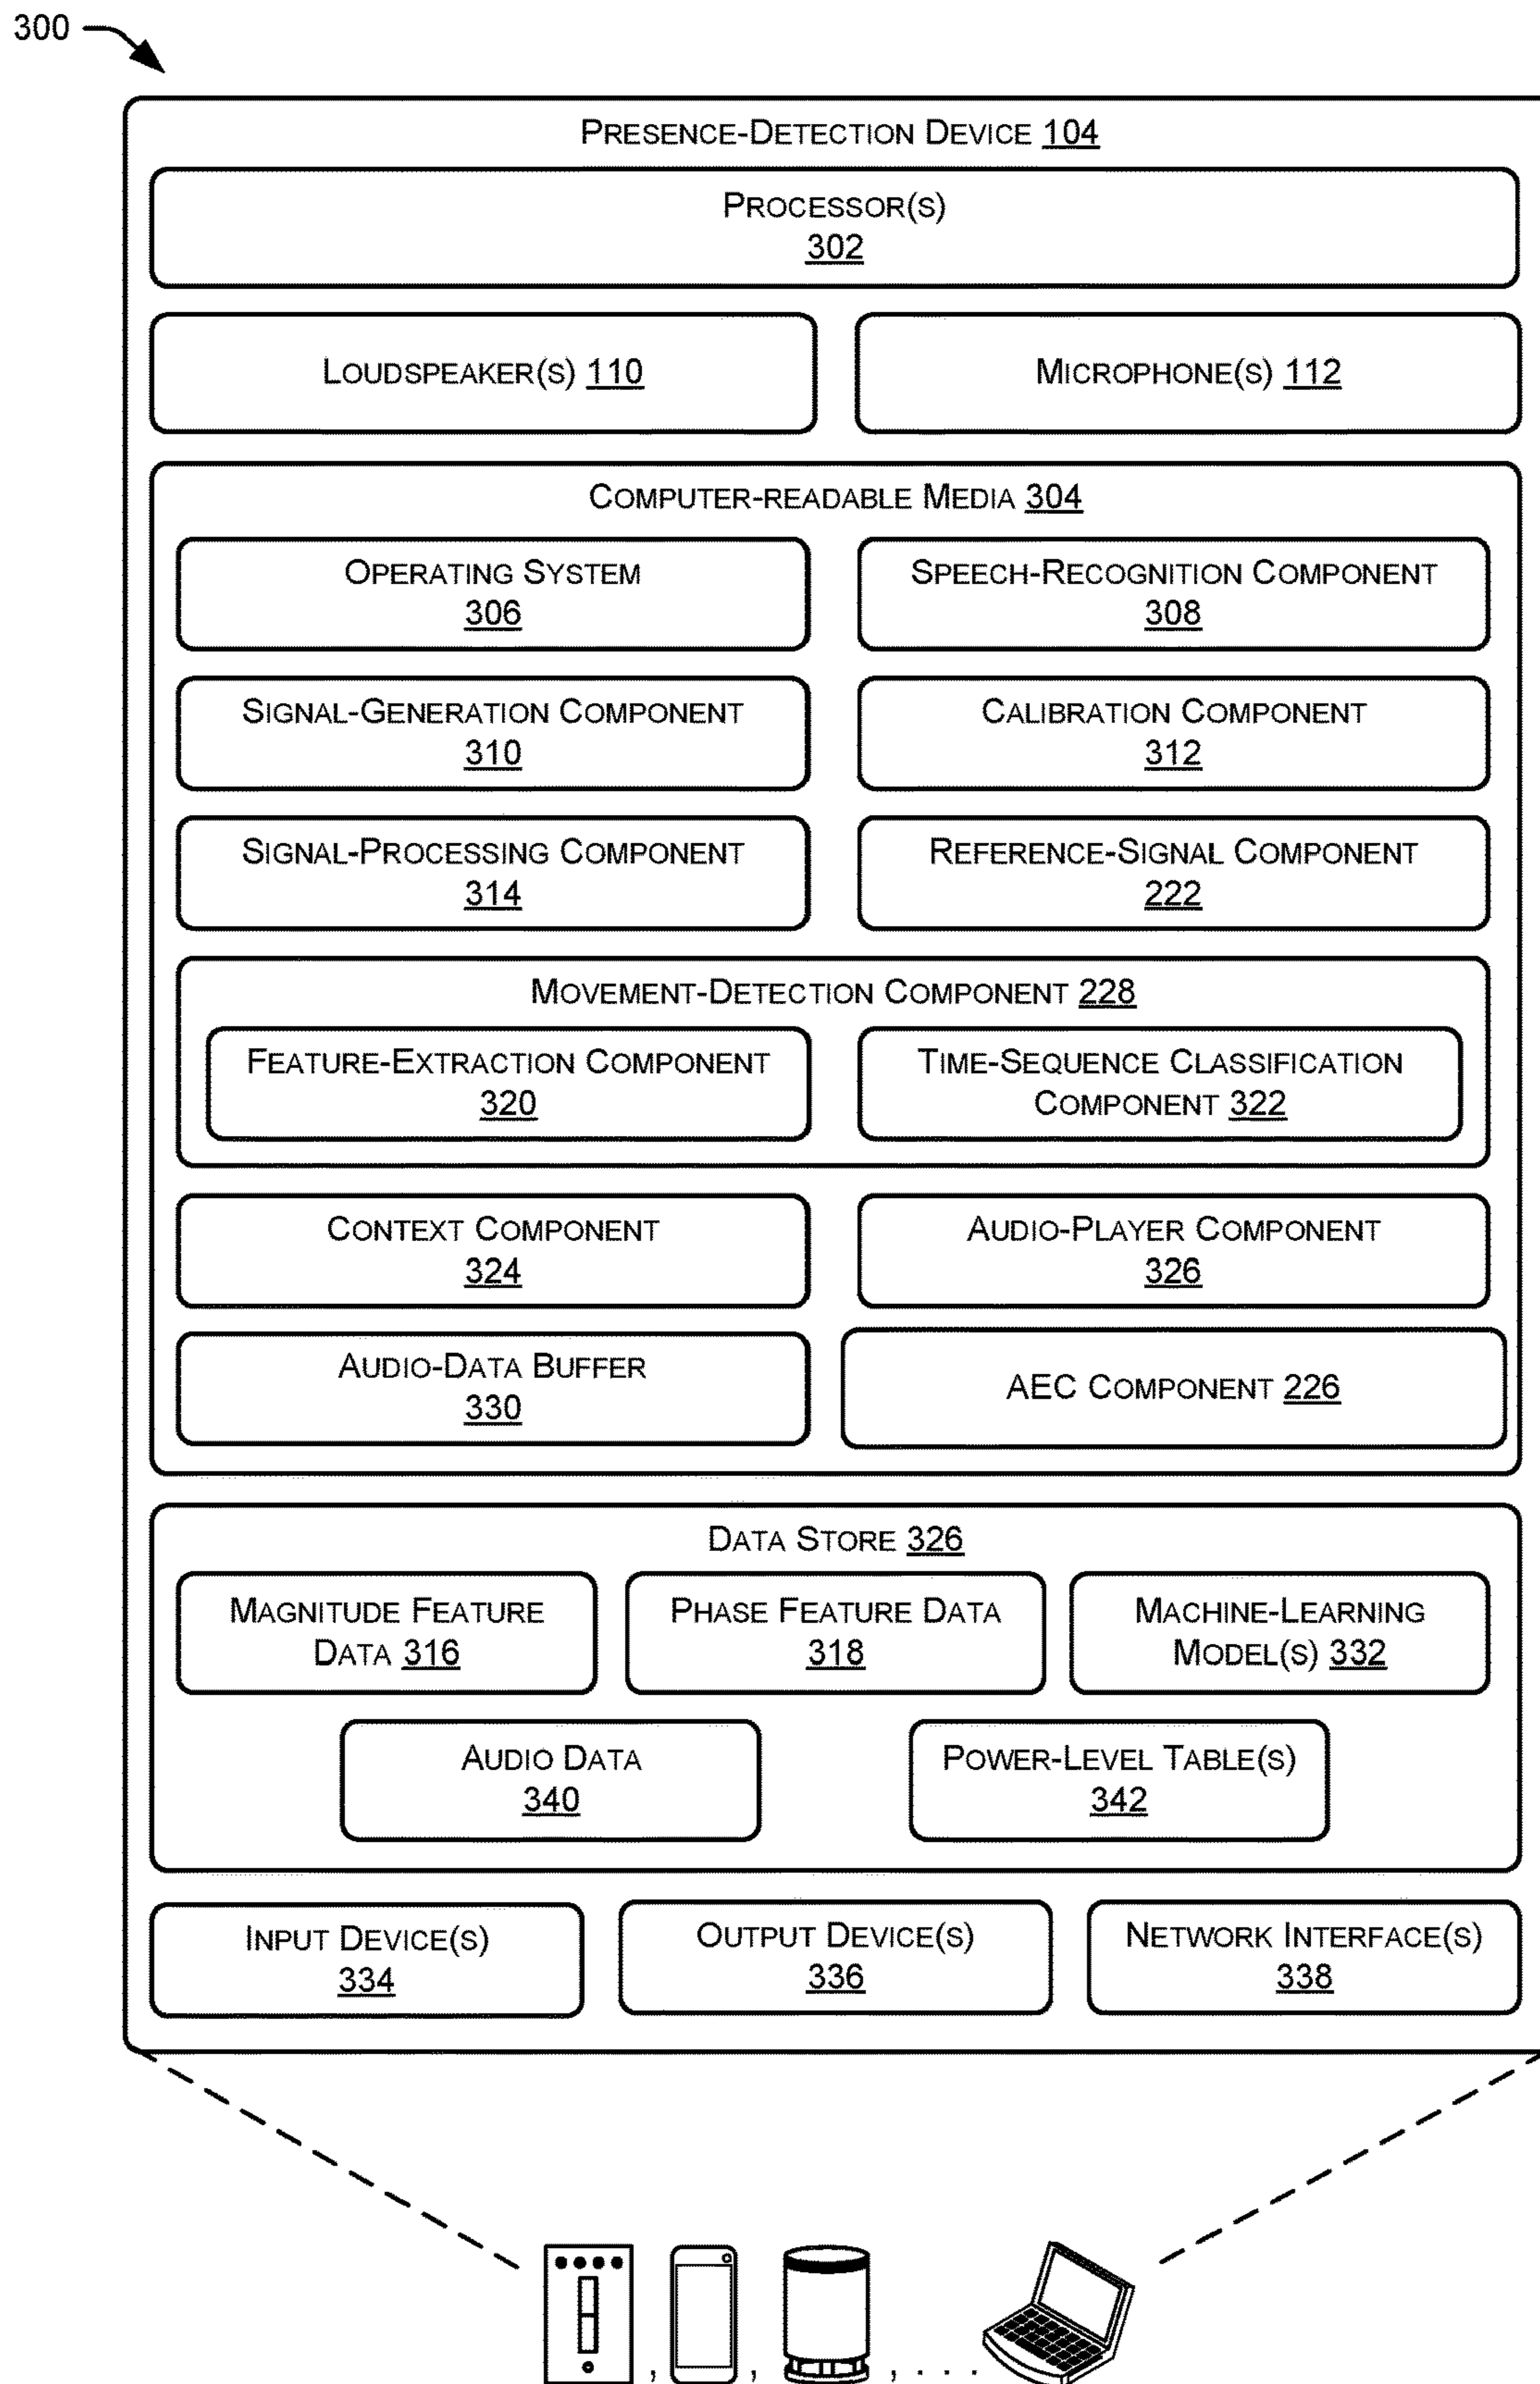 300
PRESENCE-DETECTION DEVICE 104
PROCESSOR(S)
302
LOUDSPEAKER(S) 110
MICROPHONE(S) 112
COMPUTER-READABLE MEDIA 304
OPERATING SYSTEM
306
SPEECH-RECOGNITION COMPONENT
308
SIGNAL-GENERATION COMPONENT
310
CALIBRATION COMPONENT
312
SIGNAL-PROCESSING COMPONENT
314
REFERENCE-SIGNAL COMPONENT
222
MOVEMENT-DETECTION COMPONENT 228
FEATURE-EXTRACTION COMPONENT
320
TIME-SEQUENCE CLASSIFICATION
COMPONENT 322
CONTEXT COMPONENT
324
AUDIO-PLAYER COMPONENT
326
AUDIO-DATA BUFFER
330
AEC COMPONENT 226
DATA STORE 326
MAGNITUDE FEATURE
DATA 316
PHASE FEATURE DATA
318
MACHINE-LEARNING
MODEL(S) 332
AUDIO DATA
340
POWER-LEVEL TABLE(S)
342
INPUT DEVICE(S)
334
OUTPUT DEVICE(S)
336
NETWORK INTERFACE(S)
338
, , , . . .